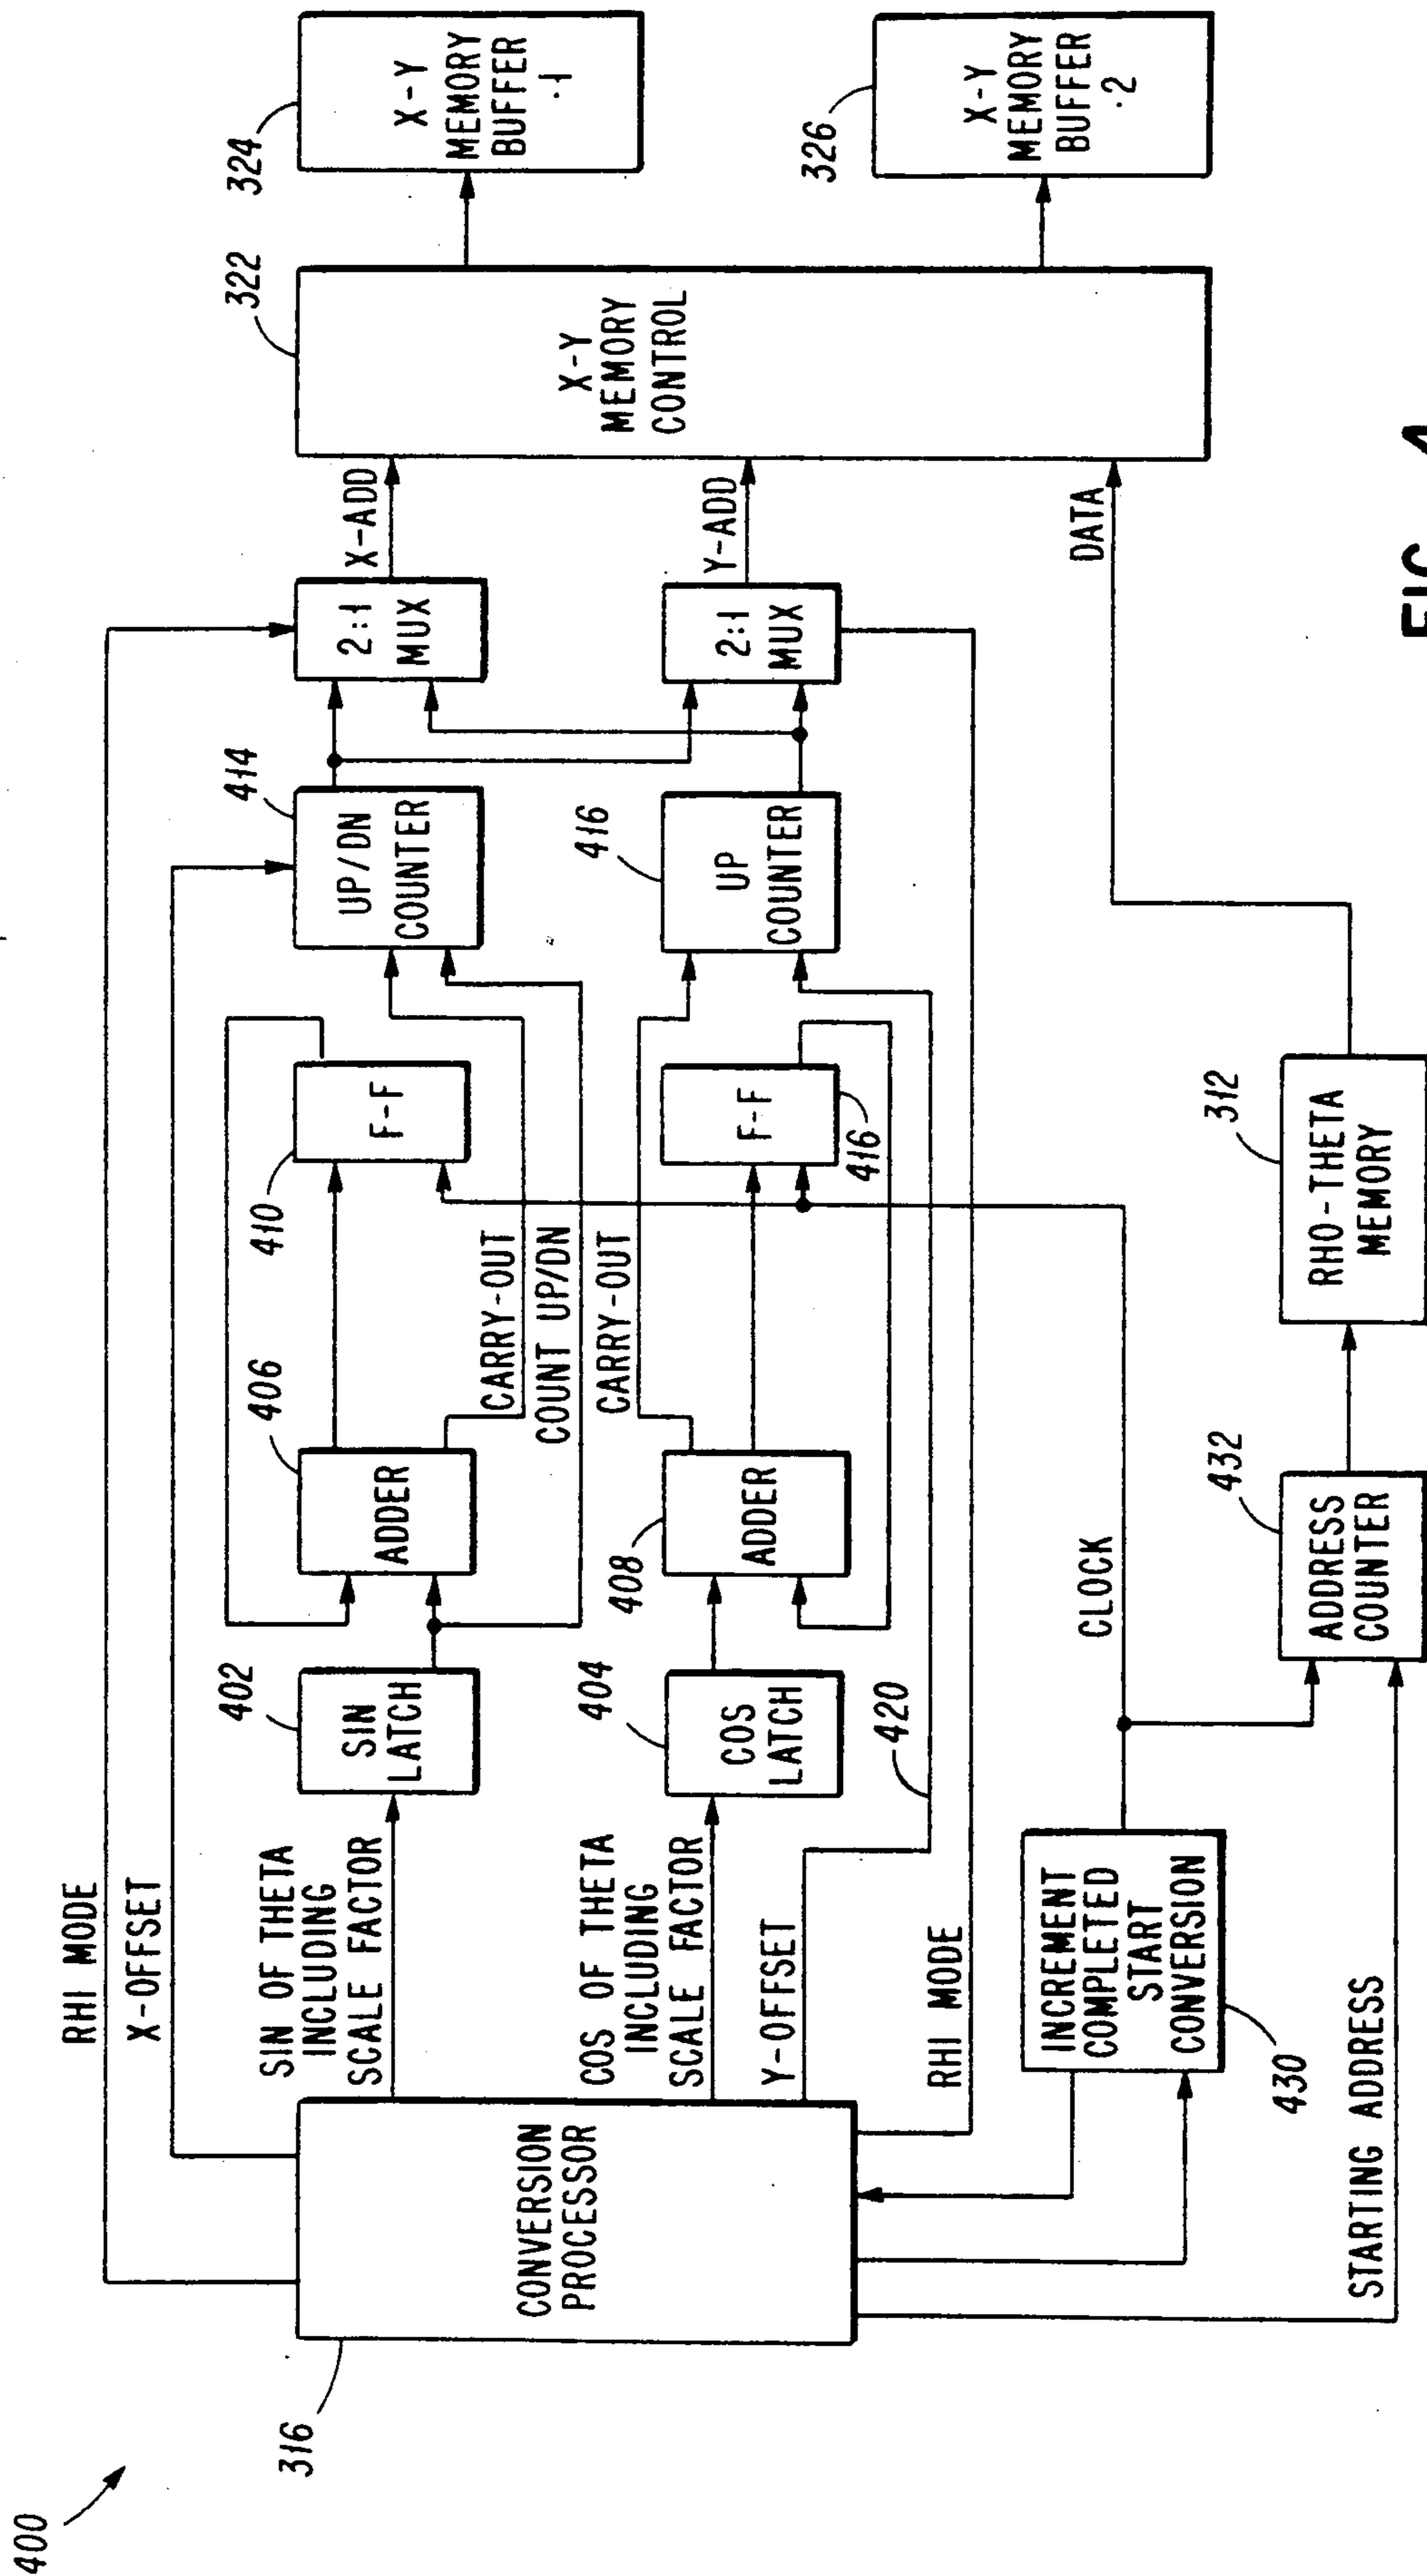 400
316
CONVERSION
PROCESSOR
RHI MODE
X-OFFSET
SIN OF THETA
INCLUDING
SCALE FACTOR
COS OF THETA
INCLUDING
SCALE FACTOR
Y-OFFSET
RHI MODE
STARTING ADDRESS
402
SIN
LATCH
404
COS
LATCH
420
INCREMENT
COMPLETED
START
CONVERSION
430
406
ADDER
408
ADDER
CARRY-OUT
COUNT UP/DN
CARRY-OUT
CLOCK
432
ADDRESS
COUNTER
410
F-F
F-F
416
312
RHO-THETA
MEMORY
414
UP/DN
COUNTER
416
UP
COUNTER
2:1
MUX
2:1
MUX
X-ADD
Y-ADD
DATA
322
X-Y
MEMORY
CONTROL
324
X-Y
MEMORY
BUFFER
·1
326
X-Y
MEMORY
BUFFER
·2